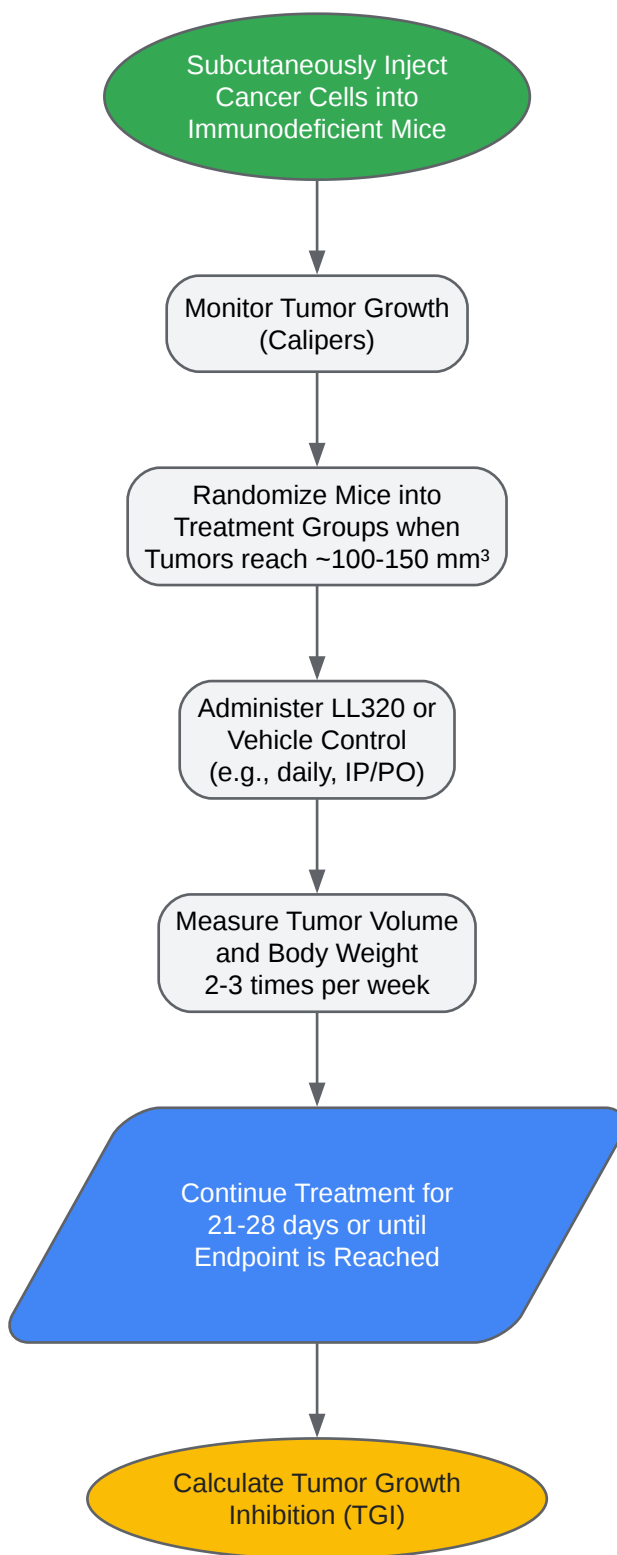 Subcutaneously Inject
Cancer Cells into
Immunodeficient Mice
Monitor Tumor Growth
(Calipers)
Randomize Mice into
Treatment Groups when
Tumors reach ~100-150 mm³
Administer LL320 or
Vehicle Control
(e.g., daily, IP/PO)
Measure Tumor Volume
and Body Weight
2-3 times per week
Continue Treatment for
21-28 days or until
Endpoint is Reached
Calculate Tumor Growth
Inhibition (TGI)